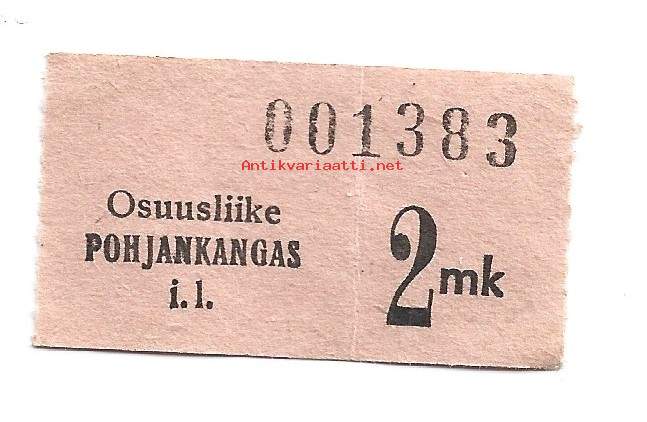 001383
Antikvariaatti.net
Osuusliike
POHJANKANGAS
i. l.
2 mk